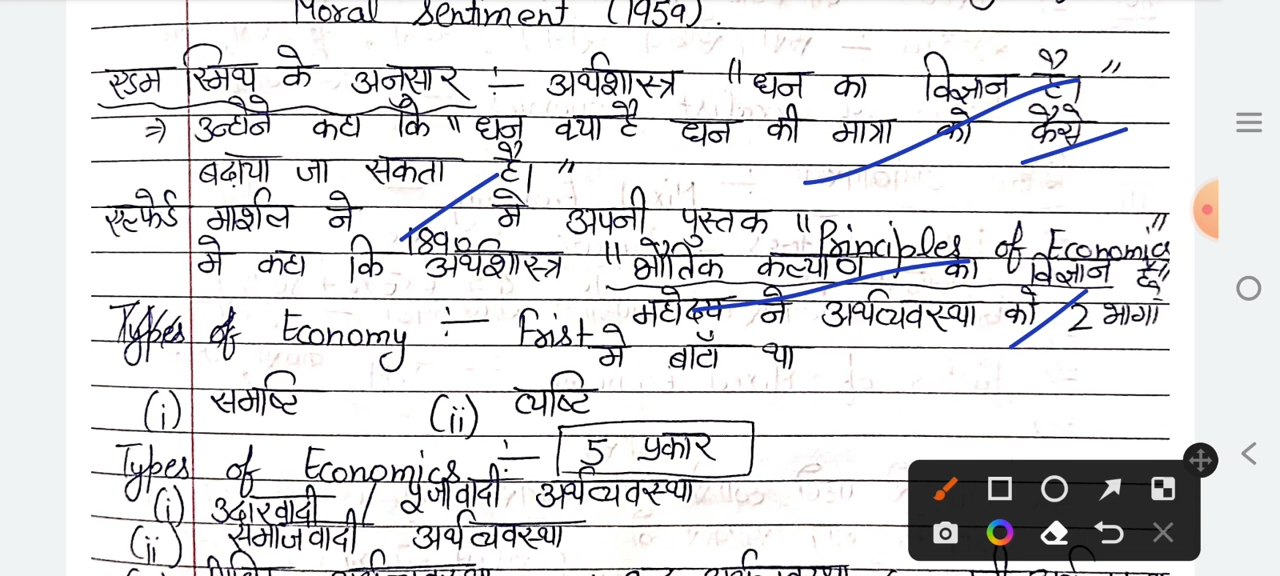 Moral Sentiment (1959).
एडम स्मिथ के अनुसार :- अर्थशास्त्र "धन का विज्ञान है।"
⇒ उन्होने कहा कि "धन क्या है धन की मात्रा को कैसे
बढ़ाया जा सकता है।"
एल्फ्रेर्ड मार्शल ने 1890 में अपनी पुस्तक "Principles of Economics"
में कहा कि अर्थशास्त्र "भौतिक कल्याण का विज्ञान है"
Types of Economy :- Frist महोदय ने अर्थव्यवस्था को 2 भागों
में बाँटा था
(i) समष्टि (ii) व्यष्टि
Types of Economics :- 5 प्रकार
(i) उदारवादी / पूंजीवादी अर्थव्यवस्था
(ii) समाजवादी अर्थव्यवस्था